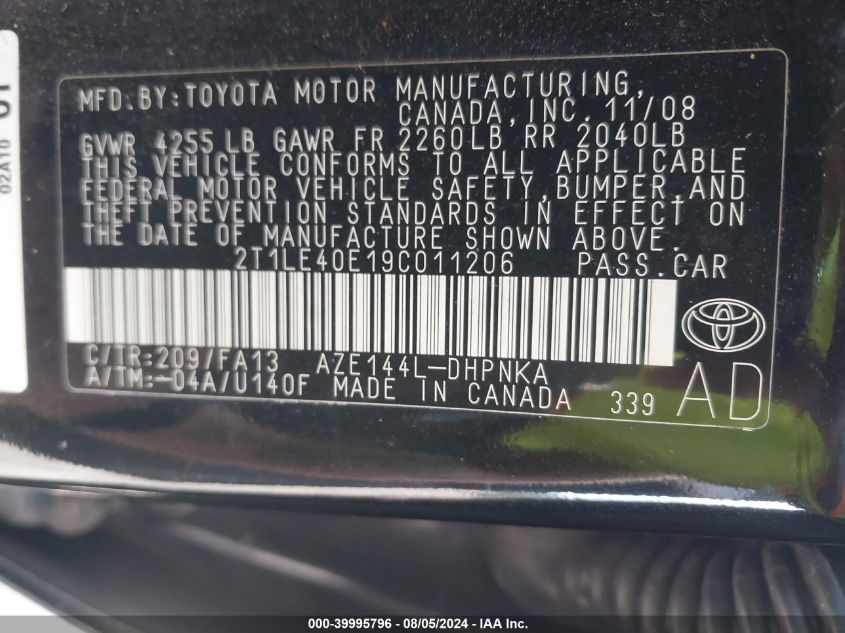 MFD.BY:TOYOTA MOTOR MANUFACTURING,
CANADA,INC. 11/08
GVWR 4255 LB GAWR FR 2260LB RR 2040LB
THIS VEHICLE CONFORMS TO ALL APPLICABLE
FEDERAL MOTOR VEHICLE SAFETY,BUMPER,AND
THEFT PREVENTION STANDARDS IN EFFECT ON
THE DATE OF MANUFACTURE SHOWN ABOVE.
2T1LE40E19C011206 PASS.CAR
C/TR:209/FA13 AZE144L-DHPNKA
A/TM:-04A/U140F MADE IN CANADA 339 AD
02A10
000-39995796 - 08/05/2024 - IAA, Inc.